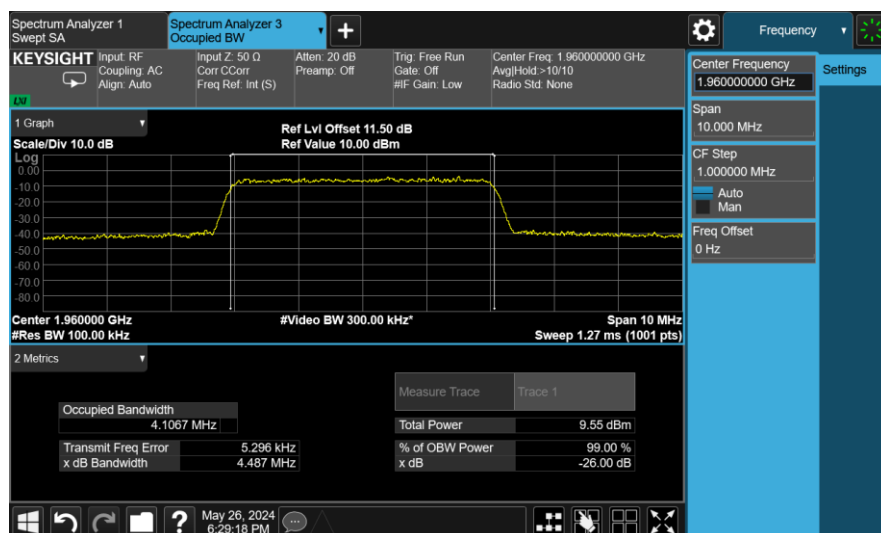 Spectrum Analyzer 1
Swept SA
Spectrum Analyzer 3
Occupied BW
+
Frequency
KEYSIGHT
Input: RF
Coupling: AC
Align: Auto
Input Z: 50 Ω
Corr CCorr
Freq Ref: Int (S)
Atten: 20 dB
Preamp: Off
Trig: Free Run
Gate: Off
#IF Gain: Low
Center Freq: 1.960000000 GHz
Avg|Hold:>10/10
Radio Std: None
LXI
Center Frequency
1.960000000 GHz
Settings
Span
10.000 MHz
CF Step
1.000000 MHz
Auto
Man
Freq Offset
0 Hz
1 Graph
Scale/Div 10.0 dB
Ref Lvl Offset 11.50 dB
Ref Value 10.00 dBm
Log
0.00
-10.0
-20.0
-30.0
-40.0
-50.0
-60.0
-70.0
-80.0
Center 1.960000 GHz
#Res BW 100.00 kHz
#Video BW 300.00 kHz*
Span 10 MHz
Sweep 1.27 ms (1001 pts)
2 Metrics
Measure Trace
Trace 1
Occupied Bandwidth
4.1067 MHz
Total Power 9.55 dBm
Transmit Freq Error 5.296 kHz
% of OBW Power 99.00 %
x dB Bandwidth 4.487 MHz
x dB -26.00 dB
?
May 26, 2024
6:29:18 PM